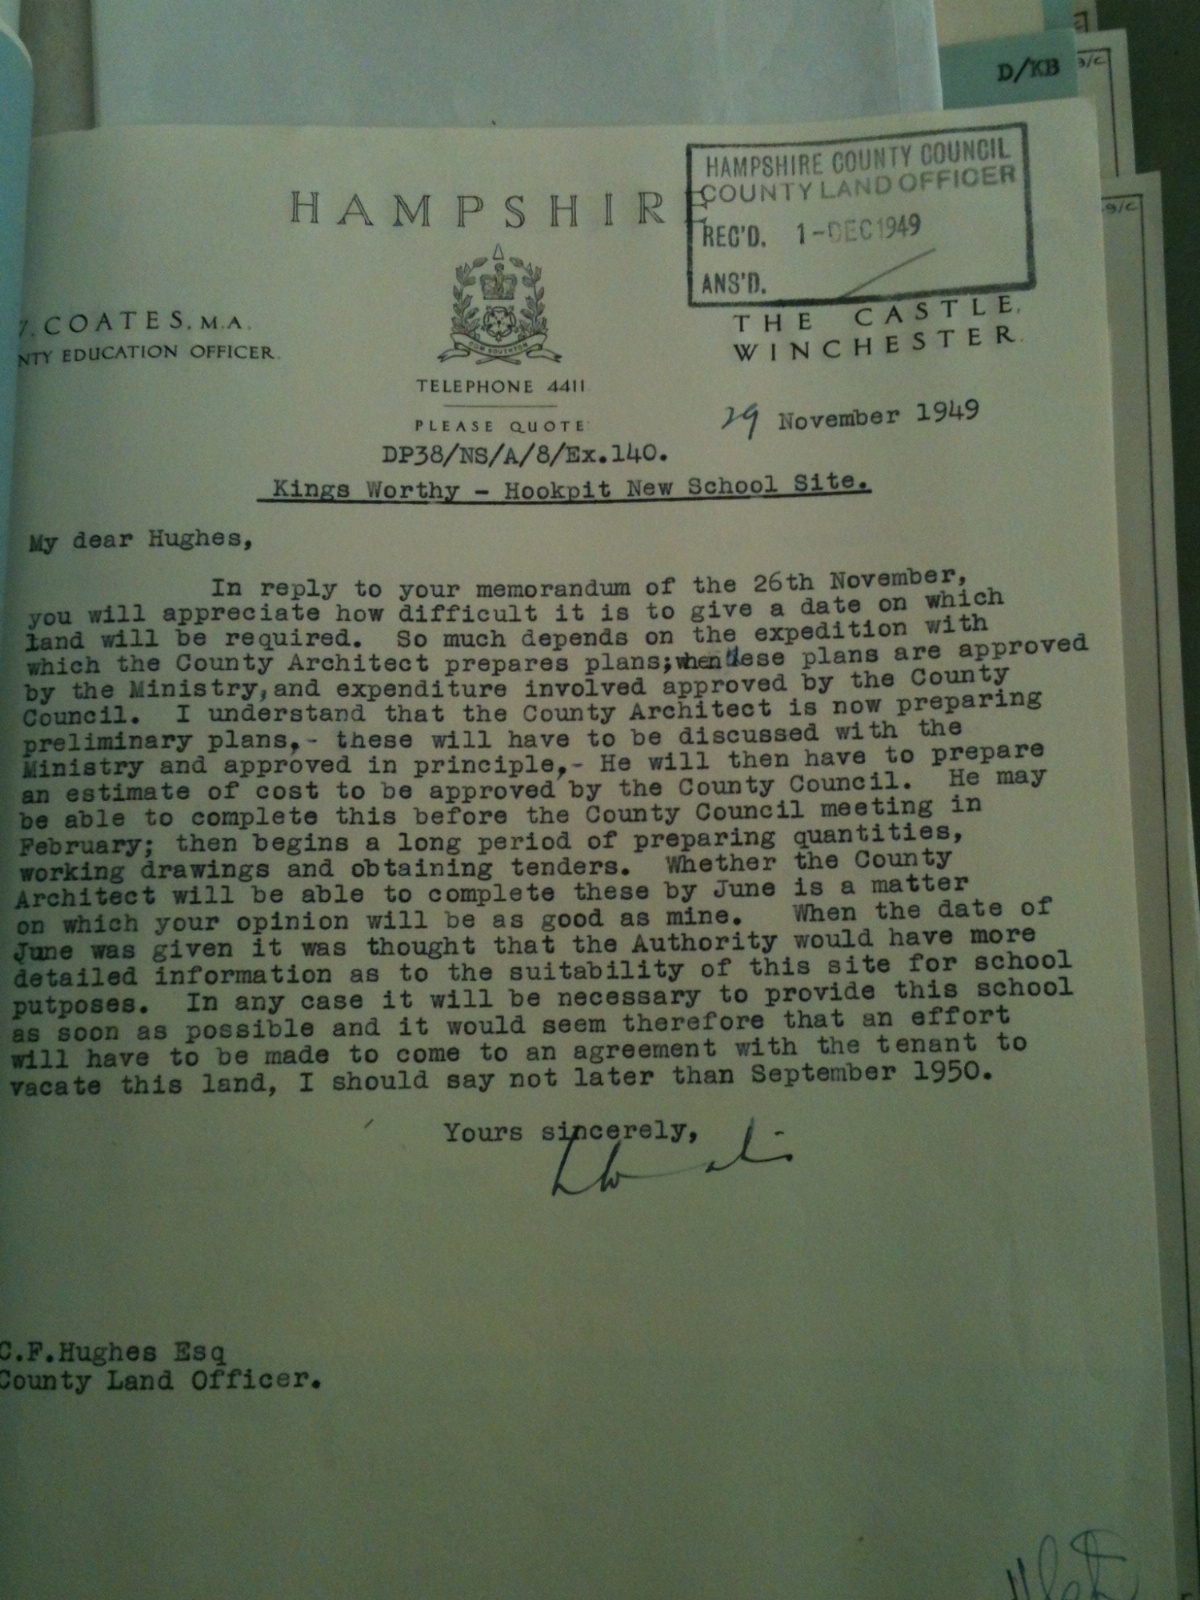 D/KB
9/C
HAMPSHIRE COUNTY COUNCIL
COUNTY LAND OFFICER
REC'D. 1-DEC 1949
ANS'D.
HAMPSHIRE
COATES, M.A.
NTY EDUCATION OFFICER.
THE CASTLE,
WINCHESTER.
TELEPHONE 4411
PLEASE QUOTE:
DP38/NS/A/8/Ex.140.
29 November 1949
Kings Worthy - Hookpit New School Site.
My dear Hughes,
In reply to your memorandum of the 26th November,
you will appreciate how difficult it is to give a date on which
land will be required. So much depends on the expedition with
which the County Architect prepares plans; when these plans are approved
by the Ministry, and expenditure involved approved by the County
Council. I understand that the County Architect is now preparing
preliminary plans,- these will have to be discussed with the
Ministry and approved in principle,- He will then have to prepare
an estimate of cost to be approved by the County Council. He may
be able to complete this before the County Council meeting in
February; then begins a long period of preparing quantities,
working drawings and obtaining tenders. Whether the County
Architect will be able to complete these by June is a matter
on which your opinion will be as good as mine. When the date of
June was given it was thought that the Authority would have more
detailed information as to the suitability of this site for school
putposes. In any case it will be necessary to provide this school
as soon as possible and it would seem therefore that an effort
will have to be made to come to an agreement with the tenant to
vacate this land, I should say not later than September 1950.
Yours sincerely,
C.F.Hughes Esq
County Land Officer.